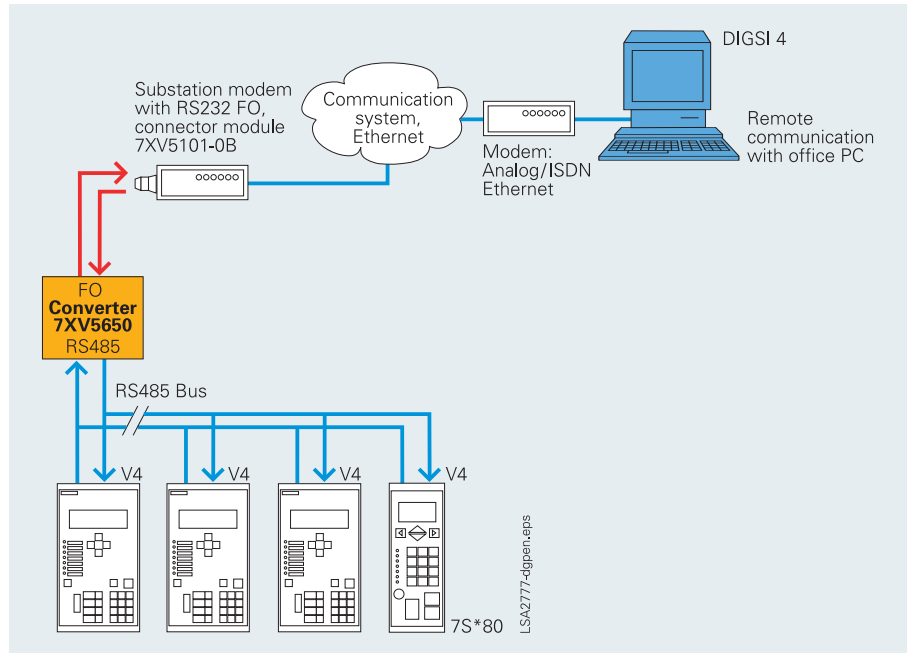 DIGSI 4
Substation modem
with RS232 FO,
connector module
7XV5101-0B
Communication
system,
Ethernet
Modem:
Analog/ISDN
Ethernet
Remote
communication
with office PC
FO
Converter
7XV5650
RS485
RS485 Bus
V4
V4
V4
V4
7S*80
LSA2777-dgpen.eps